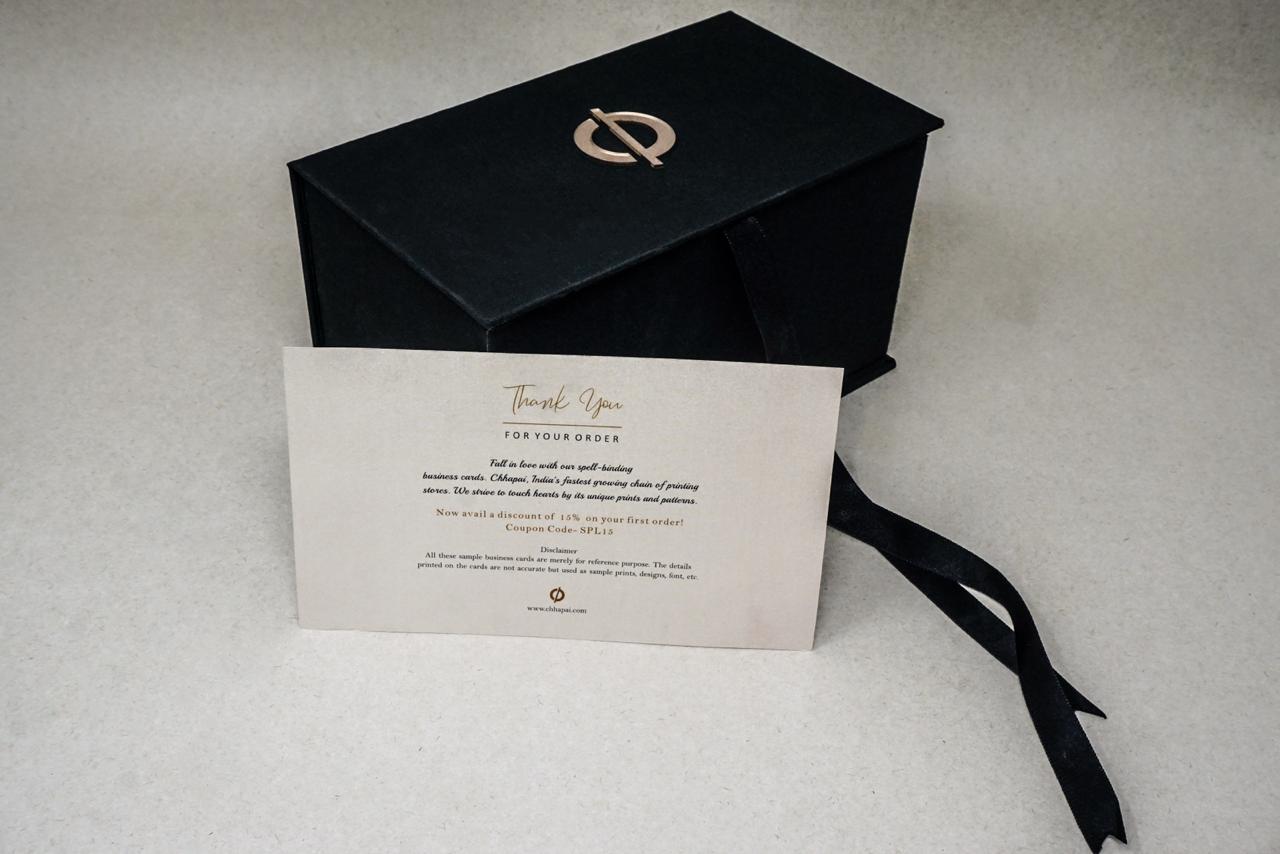 Thank You
FOR YOUR ORDER
Fall in love with our spell-binding
business cards. Chhapai, India's fastest growing chain of printing
stores. We strive to touch hearts by its unique prints and patterns.
Now avail a discount of 15% on your first order!
Coupon Code- SPL15
Disclaimer
All these sample business cards are merely for reference purpose. The details
printed on the cards are not accurate but used as sample prints, designs, font, etc.
www.chhapai.com